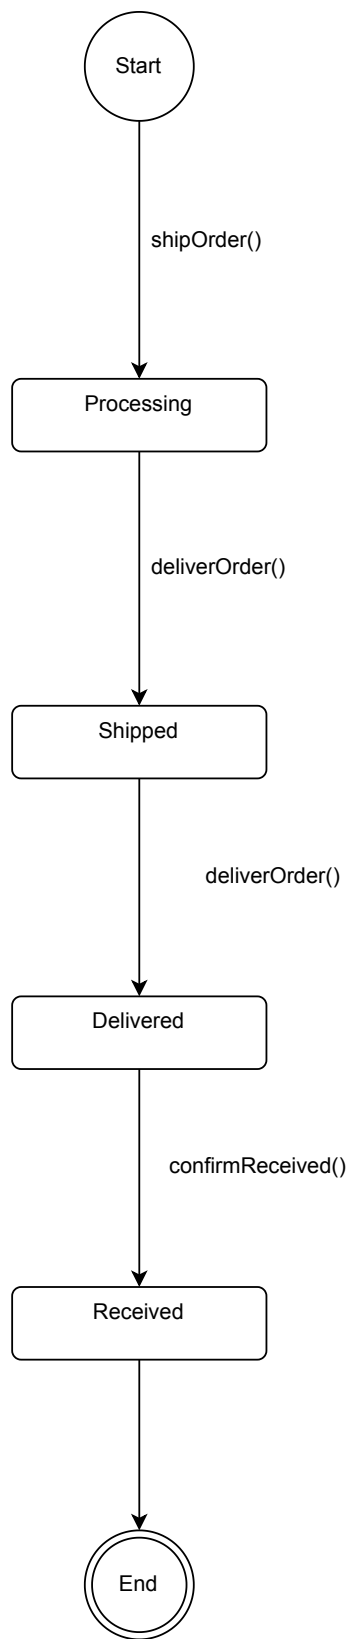 Start
shipOrder()
Processing
deliverOrder()
Shipped
deliverOrder()
Delivered
confirmReceived()
Received
End